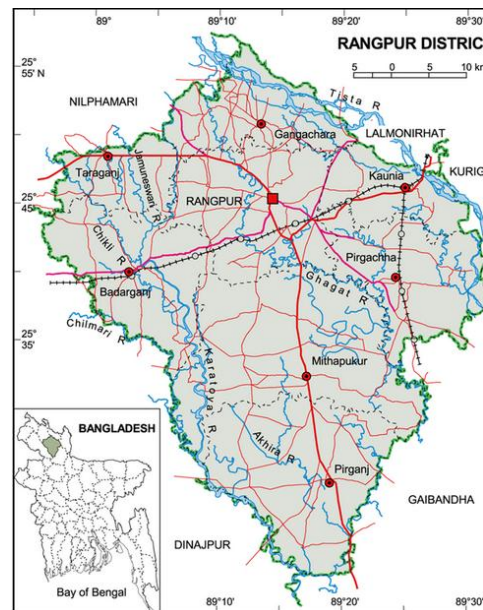 89°10'
89°20'
89°30'
RANGPUR DISTRIC
5 0 5 10 km
25°
55'N
NILPHAMARI
Tista R
Gangachara
LALMONIRHAT
Taraganj
Jamuneswari R
Kaunia
KURIG
25°
45'
RANGPUR
Chikli R
Pirgachha
Badarganj
Ghagat R
Chilmari R
25°
35'
Karatoya R
Mithapukur
BANGLADESH
Akhira R
Pirganj
GAIBANDHA
DINAJPUR
Bay of Bengal
89°10'
89°20'
89°30'